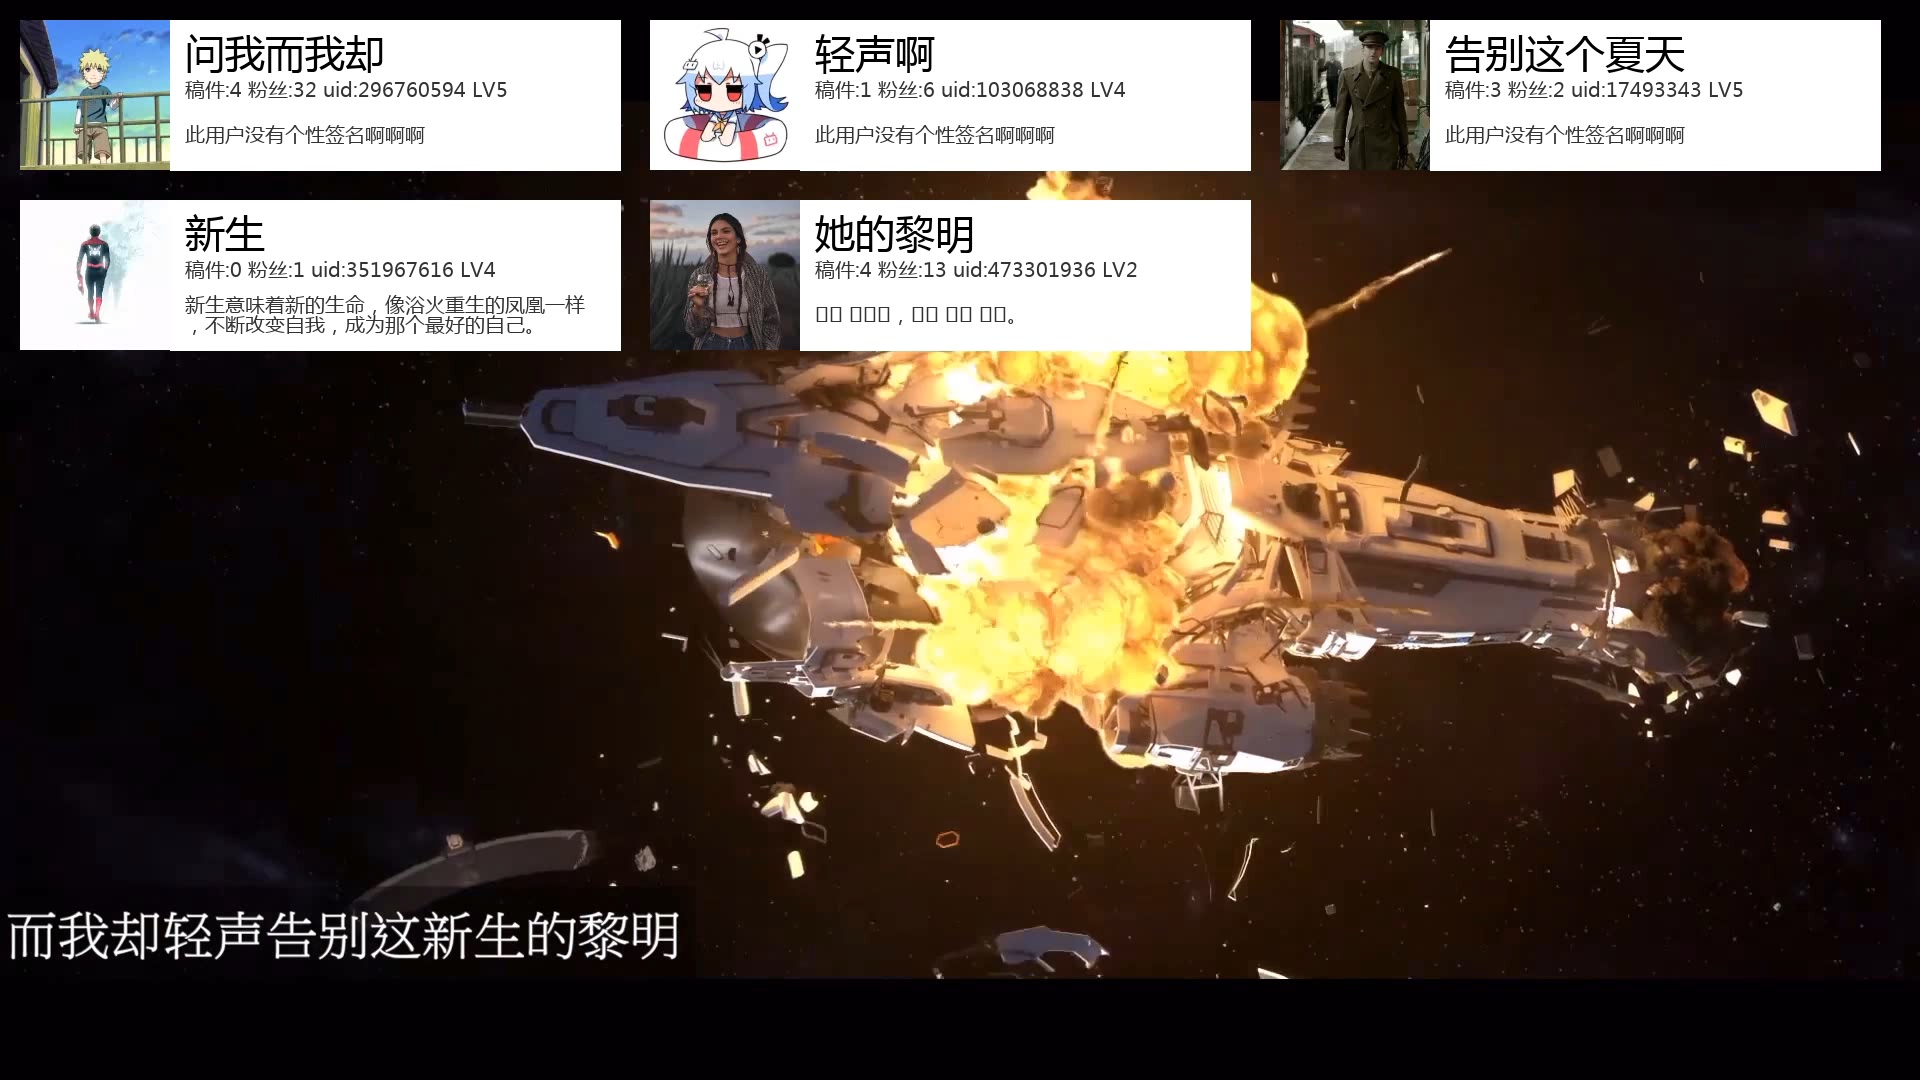 问我而我却
稿件:4 粉丝:32 uid:296760594 LV5
此用户没有个性签名啊啊啊
轻声啊
稿件:1 粉丝:6 uid:103068838 LV4
此用户没有个性签名啊啊啊
告别这个夏天
稿件:3 粉丝:2 uid:17493343 LV5
此用户没有个性签名啊啊啊
新生
稿件:0 粉丝:1 uid:351967616 LV4
新生意味着新的生命，像浴火重生的凤凰一样
，不断改变自我，成为那个最好的自己。
她的黎明
稿件:4 粉丝:13 uid:473301936 LV2
而我却轻声告别这新生的黎明